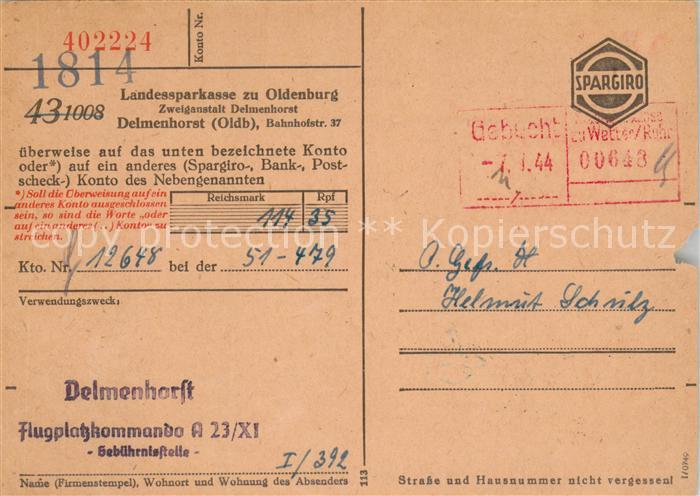 402224
Konto Nr.
1814
43 1008
Landessparkasse zu Oldenburg
Zweiganstalt Delmenhorst
Delmenhorst (Oldb), Bahnhofstr. 37
überweise auf das unten bezeichnete Konto
oder*) auf ein anderes (Spargiro-, Bank-, Post-
scheck-) Konto des Nebengenannten
*) Soll die Überweisung auf ein
anderes Konto ausgeschlossen
sein, so sind die Worte „oder
auf ein anderes (..) Konto" zu
streichen.
Reichsmark Rpf
114 35
Kto. Nr. 12648 bei der 51-479
Verwendungszweck:
Delmenhorst
Flugplatzkommando A 23/XI
- Gebührnisstelle -
I/392
Name (Firmenstempel), Wohnort und Wohnung des Absenders
113
SPARGIRO
Gebucht
zu Wetter/Ruhr
-7. 1. 44
00648
O. Gefr. H
Helmut Schulz
Straße und Hausnummer nicht vergessen!
copyright protection ** Kopierschutz